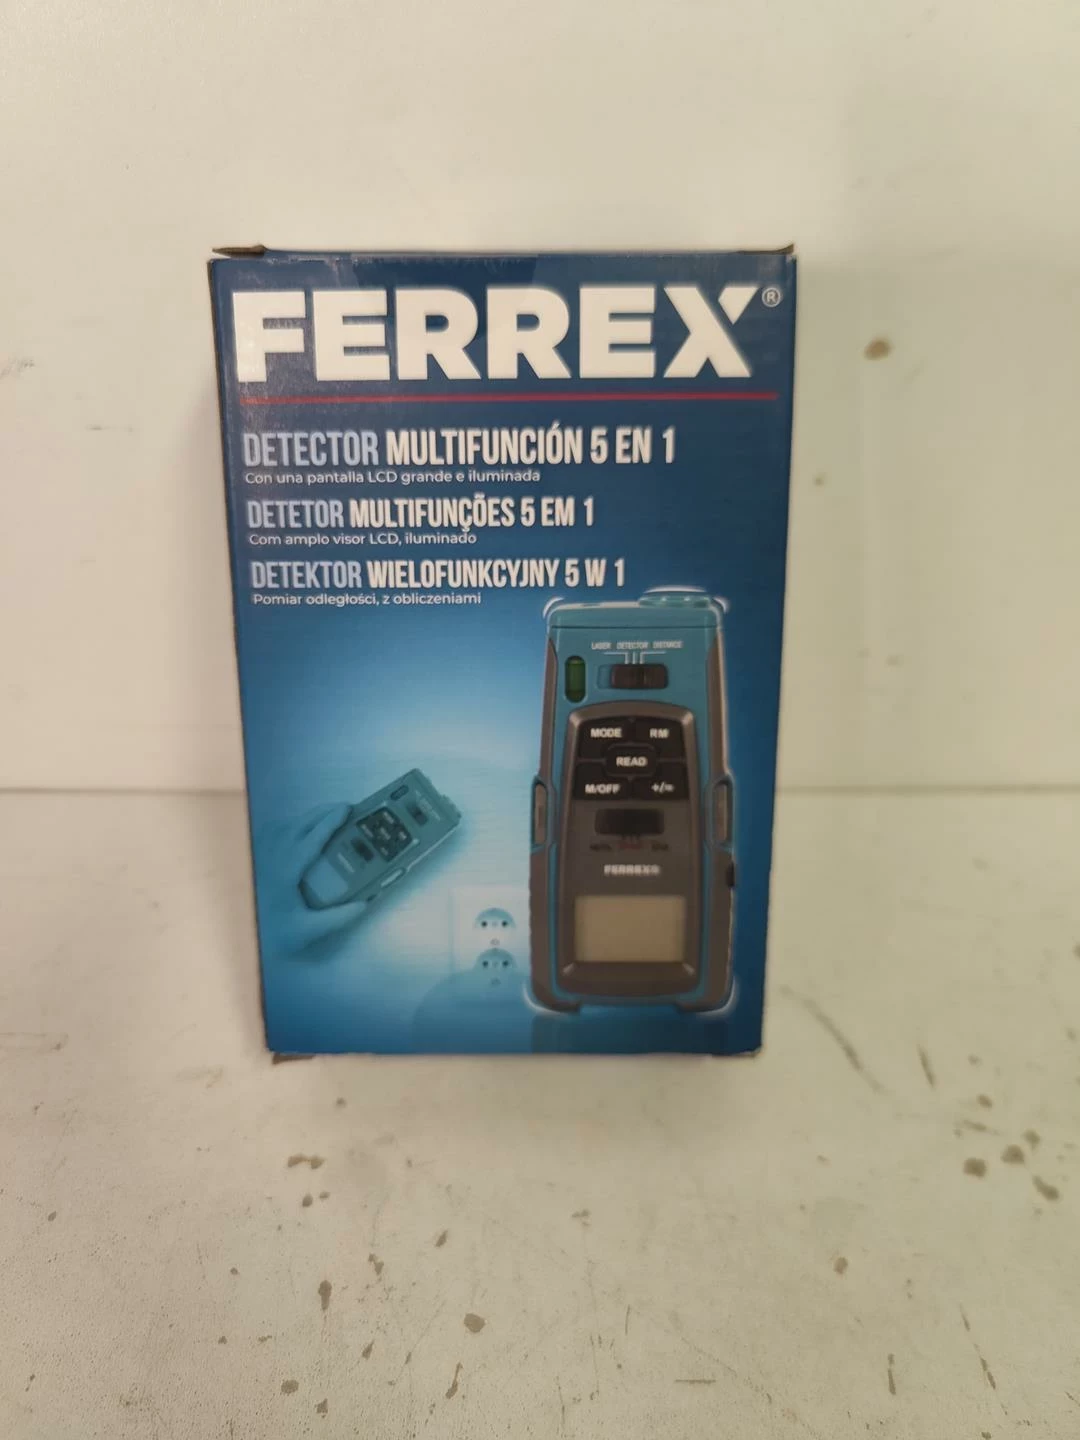 FERREX®
DETECTOR MULTIFUNCIÓN 5 EN 1
Con una pantalla LCD grande e iluminada
DETETOR MULTIFUNÇÕES 5 EM 1
Com amplo visor LCD, iluminado
DETEKTOR WIELOFUNKCYJNY 5 W 1
Pomiar odległości, z obliczeniami
LASER DETECTOR DISTANCE
MODE RM
READ
M/OFF +/=
FERREX®